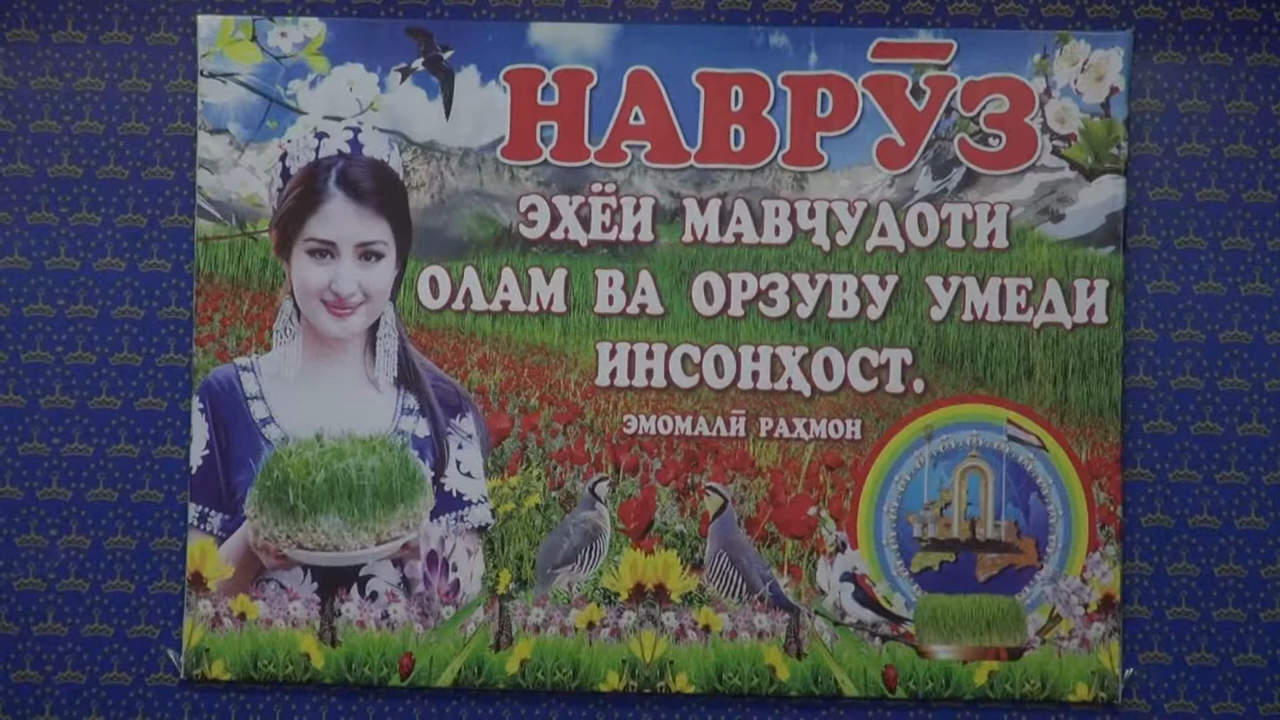 НАВРӮЗ
ЭҲЁИ МАВҶУДОТИ
ОЛАМ ВА ОРЗУВУ УМЕДИ
ИНСОНҲОСТ.
ЭМОМАЛӢ РАҲМОН